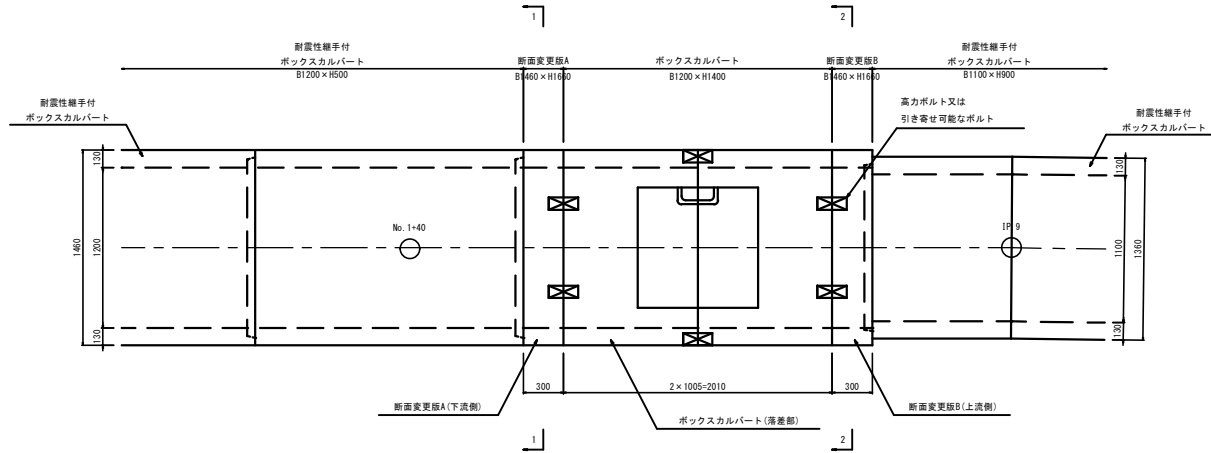 1
2
耐震性継手付
ボックスカルバート
B1200×H500
断面変更版A
B1460×H1660
ボックスカルバート
B1200×H1400
断面変更版B
B1460×H1660
耐震性継手付
ボックスカルバート
B1100×H900
耐震性継手付
ボックスカルバート
高力ボルト又は
引き寄せ可能なボルト
耐震性継手付
ボックスカルバート
130
1460
1200
130
No.1+40
IP.9
130
1100
1360
130
300
2×1005=2010
300
断面変更版A(下流側)
ボックスカルバート(落差部)
断面変更版B(上流側)
1
2